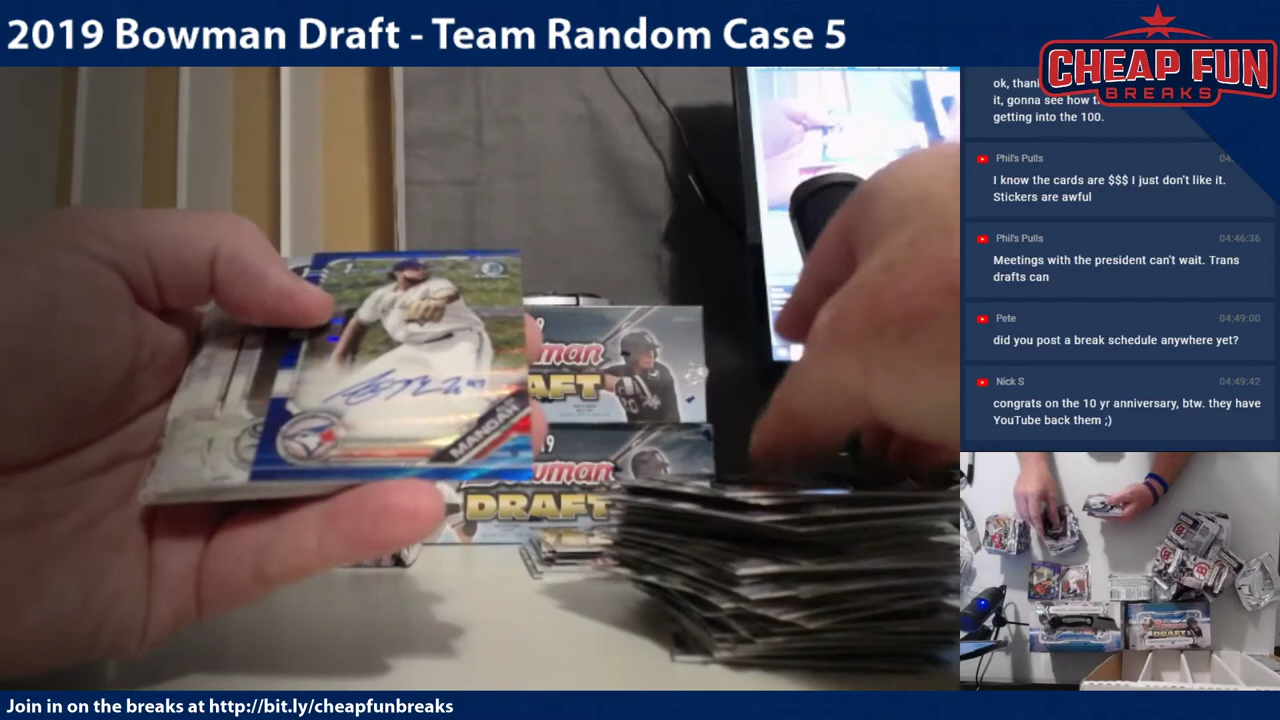 2019 Bowman Draft - Team Random Case 5
CHEAP FUN
BREAKS
ok, than
it, gonna see how
getting into the 100.
Phil's Pulls
I know the cards are $$$ I just don't like it.
Stickers are awful
Phil's Pulls 04:46:36
Meetings with the president can't wait. Trans
drafts can
Pete 04:49:00
did you post a break schedule anywhere yet?
Nick S 04:49:42
congrats on the 10 yr anniversary, btw. they have
YouTube back them ;)
DRAFT
DRAFT
Join in on the breaks at http://bit.ly/cheapfunbreaks